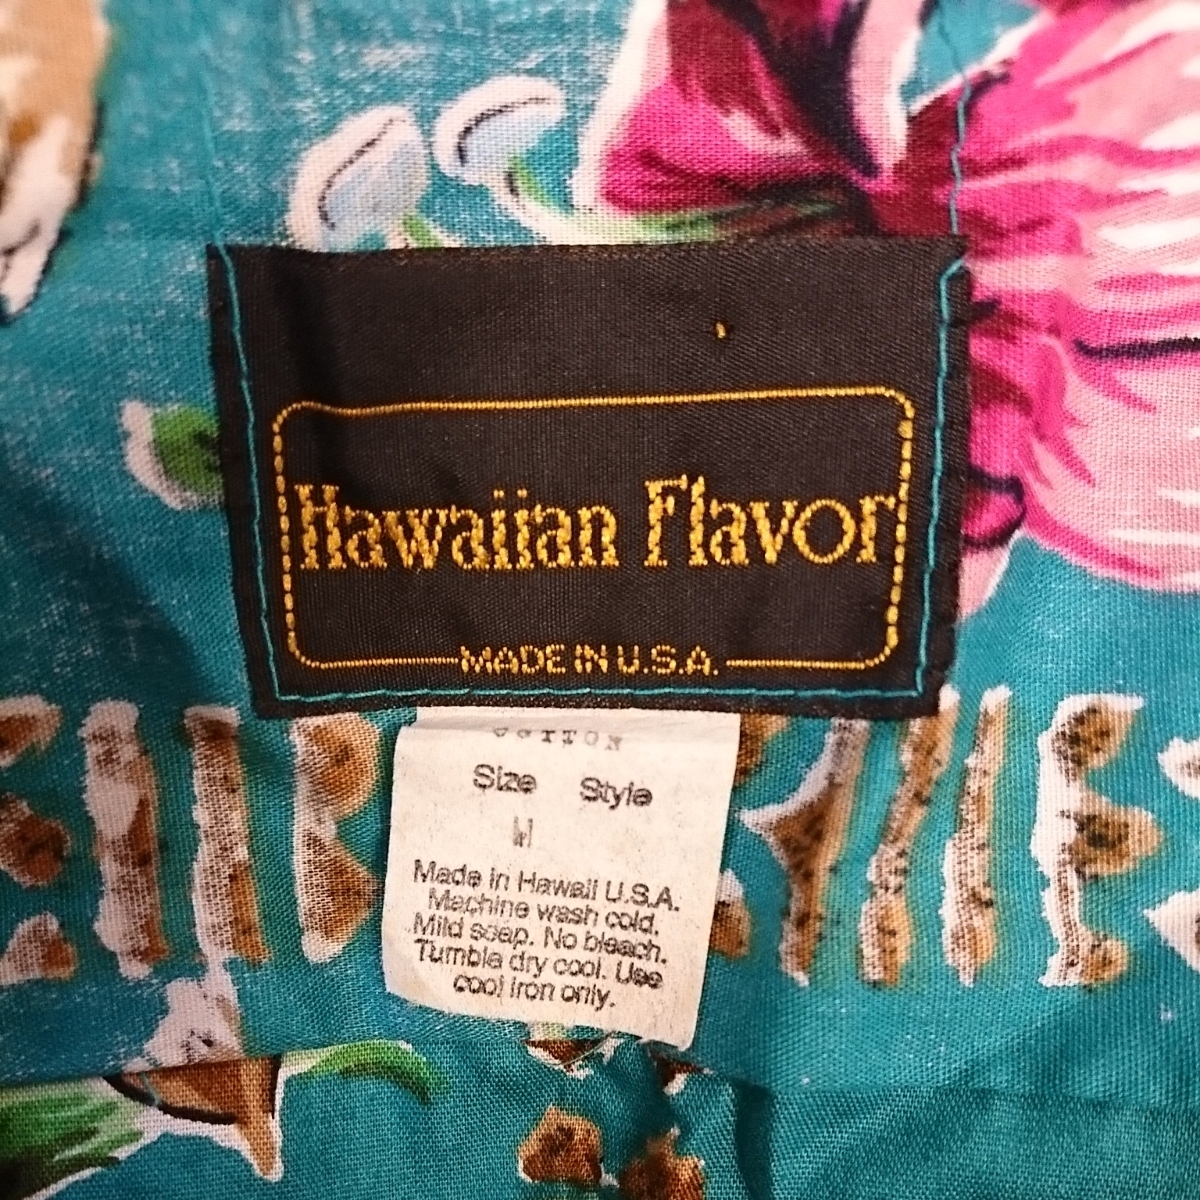 Hawaiian Flavor
MADE IN U.S.A.
COTTON
Size Style
M
Made in Hawaii U.S.A.
Machine wash cold.
Mild soap. No bleach.
Tumble dry cool. Use
cool iron only.